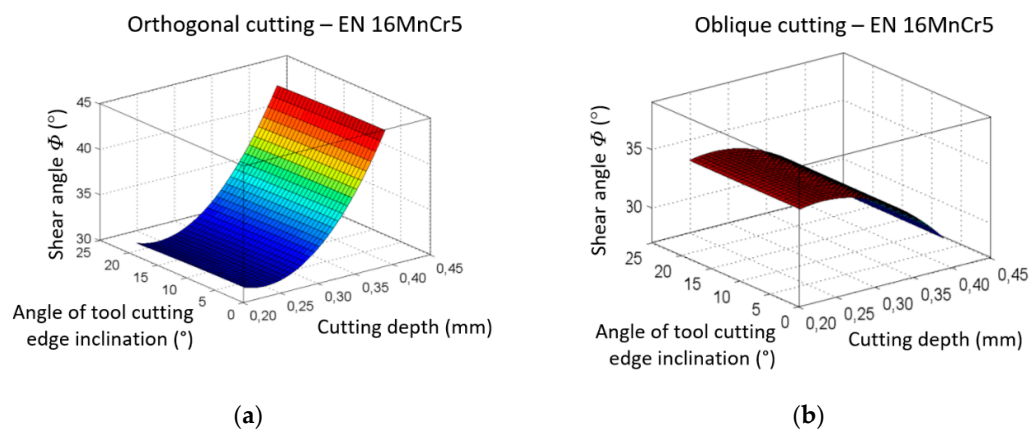 Orthogonal cutting – EN 16MnCr5
45
40
35
30
Shear angle Φ (°)
25
20
15
10
5
0
Angle of tool cutting
edge inclination (°)
0,20
0,25
0,30
0,35
0,40
0,45
Cutting depth (mm)
(a)
Oblique cutting – EN 16MnCr5
35
30
25
Shear angle Φ (°)
20
15
10
5
0
Angle of tool cutting
edge inclination (°)
0,20
0,25
0,30
0,35
0,40
0,45
Cutting depth (mm)
(b)